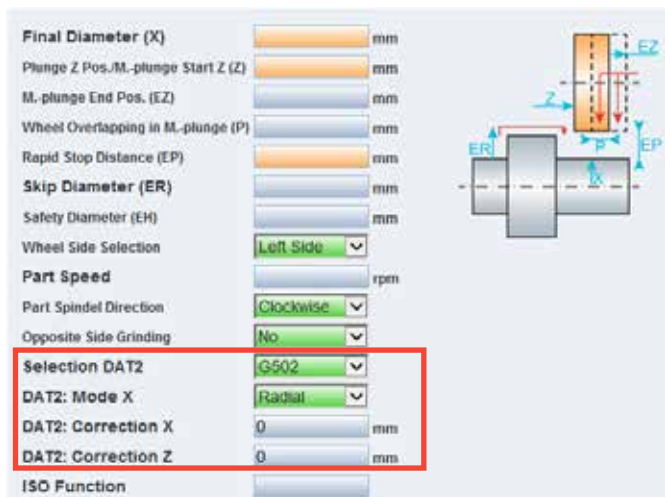 Final Diameter (X) mm
Plunge Z Pos./M.-plunge Start Z (Z) mm
M.-plunge End Pos. (EZ) mm
Wheel Overlapping in M.-plunge (P) mm
Rapid Stop Distance (EP) mm
Skip Diameter (ER) mm
Safety Diameter (EH) mm
Wheel Side Selection Left Side
Part Speed rpm
Part Spindel Direction Clockwise
Opposite Side Grinding No
Selection DAT2 G502
DAT2: Mode X Radial
DAT2: Correction X 0 mm
DAT2: Correction Z 0 mm
ISO Function
EZ
Z
ER
P
EP
X